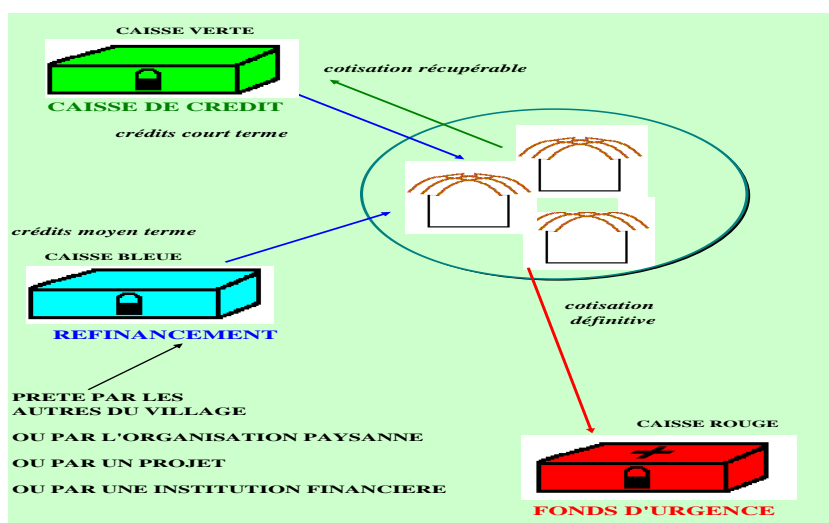 CAISSE VERTE
CAISSE DE CREDIT
cotisation récupérable
crédits court terme
crédits moyen terme
CAISSE BLEUE
REFINANCEMENT
cotisation
définitive
PRETE PAR LES
AUTRES DU VILLAGE
OU PAR L'ORGANISATION PAYSANNE
OU PAR UN PROJET
OU PAR UNE INSTITUTION FINANCIERE
CAISSE ROUGE
FONDS D'URGENCE